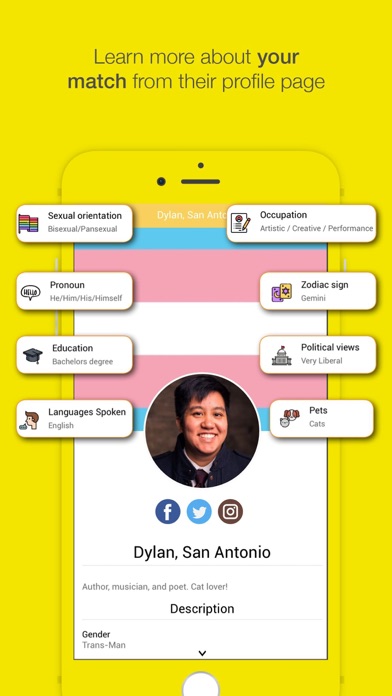 Learn more about your
match from their profile page
Dylan, San Anto
Sexual orientation
Bisexual/Pansexual
Occupation
Artistic / Creative / Performance
HELLO
Pronoun
He/Him/His/Himself
Zodiac sign
Gemini
Education
Bachelors degree
Political views
Very Liberal
Languages Spoken
English
Pets
Cats
Dylan, San Antonio
Author, musician, and poet. Cat lover!
Description
Gender
Trans-Man